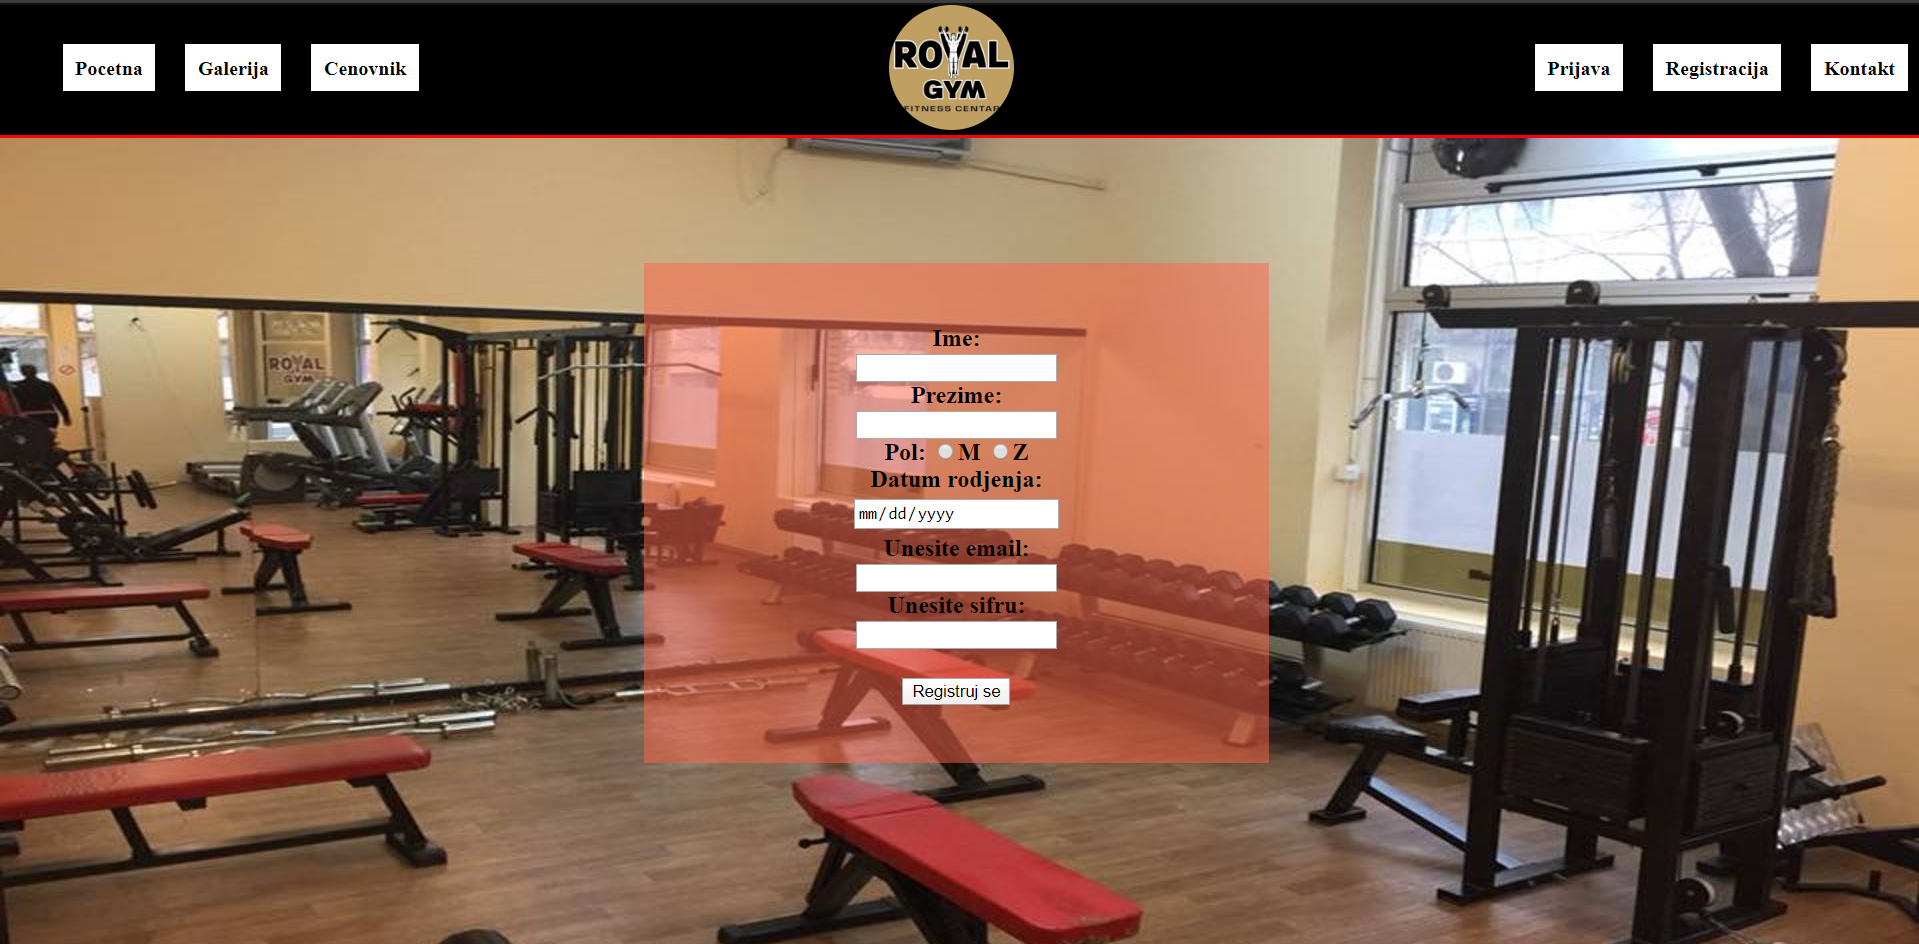 Pocetna
Galerija
Cenovnik
ROYAL
GYM
FITNESS CENTAR
Prijava
Registracija
Kontakt
ROYAL
GYM
Ime:
Prezime:
Pol: M Z
Datum rodjenja:
mm/dd/yyyy
Unesite email:
Unesite sifru:
Registruj se